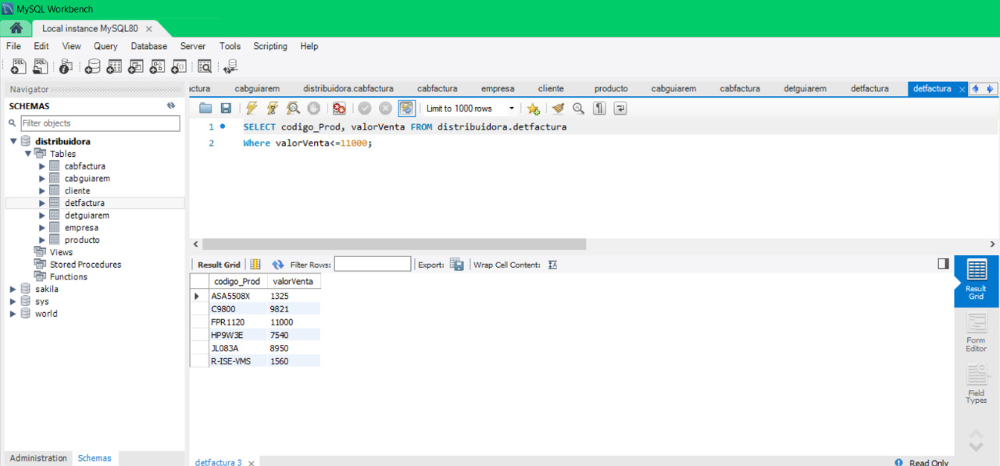 MySQL Workbench
Local instance MySQL80
File Edit View Query Database Server Tools Scripting Help
Navigator
SCHEMAS
Filter objects
distribuidora
Tables
cabfactura
cabguiarem
cliente
detfactura
detguiarem
empresa
producto
Views
Stored Procedures
Functions
sakila
sys
world
Administration Schemas
ctura cabguiarem distribuidora.cabfactura cabfactura empresa cliente producto cabguiarem cabfactura detguiarem detfactura detfactura
Limit to 1000 rows
1 SELECT codigo_Prod, valorVenta FROM distribuidora.detfactura
2 Where valorVenta<=11000;
Result Grid Filter Rows: Export: Wrap Cell Content:
codigo_Prod valorVenta
ASA5508X 1325
C9800 9821
FPR1120 11000
HP9W3E 7540
JL083A 8950
R-ISE-VMS 1560
Result
Grid
Form
Editor
Field
Types
detfactura 3
Read Only